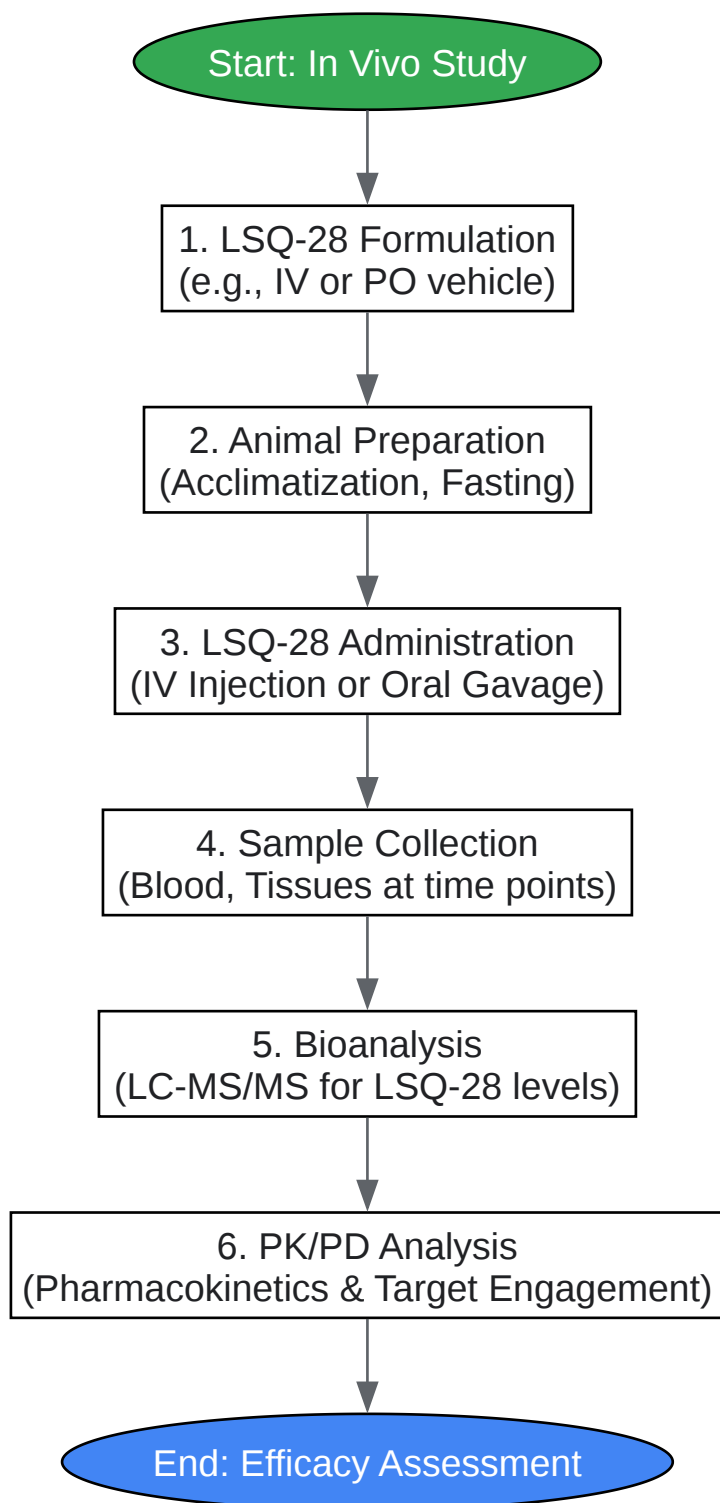 Start: In Vivo Study
1. LSQ-28 Formulation
(e.g., IV or PO vehicle)
2. Animal Preparation
(Acclimatization, Fasting)
3. LSQ-28 Administration
(IV Injection or Oral Gavage)
4. Sample Collection
(Blood, Tissues at time points)
5. Bioanalysis
(LC-MS/MS for LSQ-28 levels)
6. PK/PD Analysis
(Pharmacokinetics & Target Engagement)
End: Efficacy Assessment